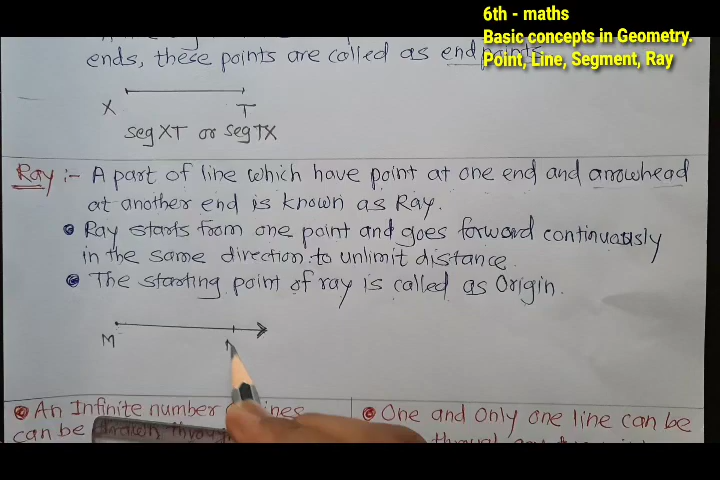 6th - maths
Basic concepts in Geometry.
Point, Line, Segment, Ray
ends, these points are called as endpoints
X T
seg XT or seg TX
Ray :- A part of line which have point at one end and arrowhead
at another end is known as Ray.
Ray starts from one point and goes forward continuously
in the same direction to unlimit distance.
The starting point of ray is called as Origin.
M
An Infinite number lines
can be drawn through
One and Only one line can be